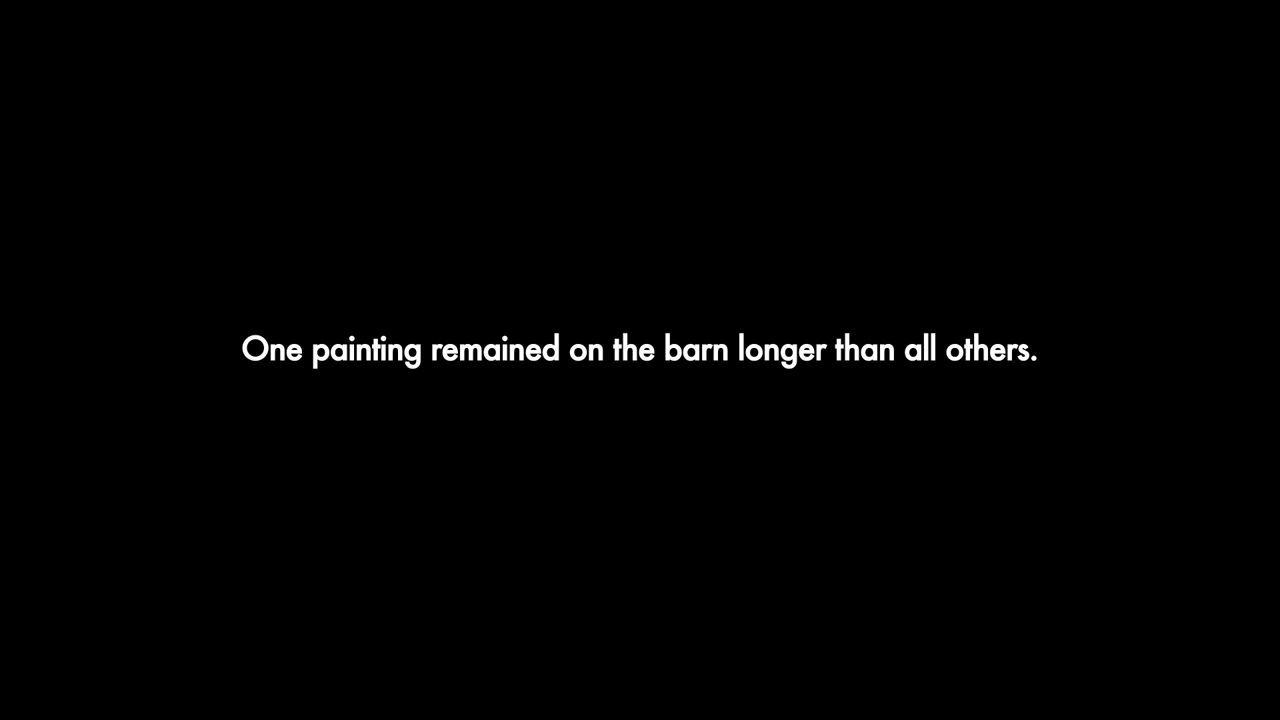 One painting remained on the barn longer than all others.